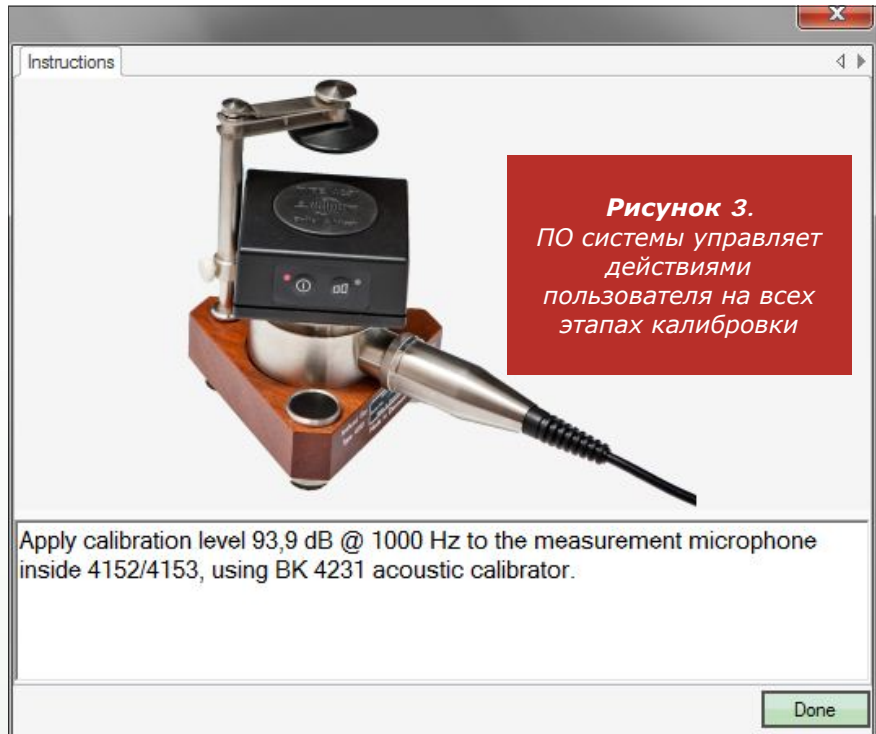 Instructions
Рисунок 3.
ПО системы управляет
действиями
пользователя на всех
этапах калибровки
Apply calibration level 93,9 dB @ 1000 Hz to the measurement microphone
inside 4152/4153, using BK 4231 acoustic calibrator.
Done